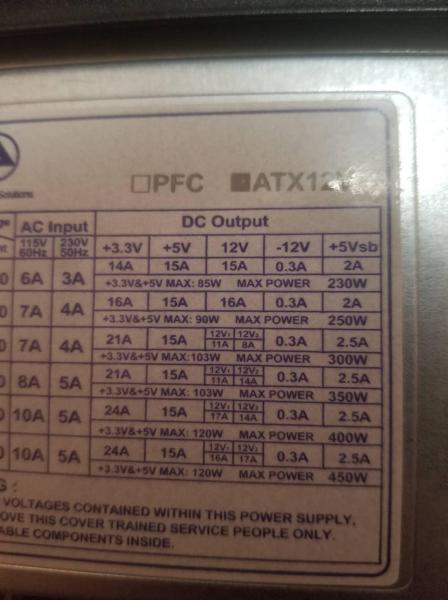 Solutions
PFC ATX12V
AC Input DC Output
115V 60Hz 230V 50Hz +3.3V +5V 12V -12V +5Vsb
6A 3A 14A 15A 15A 0.3A 2A
+3.3V&+5V MAX: 85W MAX POWER 230W
7A 4A 16A 15A 16A 0.3A 2A
+3.3V&+5V MAX: 90W MAX POWER 250W
7A 4A 21A 15A 12V1 11A 12V2 8A 0.3A 2.5A
+3.3V&+5V MAX:103W MAX POWER 300W
8A 5A 21A 15A 12V1 11A 12V2 14A 0.3A 2.5A
+3.3V&+5V MAX: 103W MAX POWER 350W
10A 5A 24A 15A 12V1 17A 12V2 14A 0.3A 2.5A
+3.3V&+5V MAX: 120W MAX POWER 400W
10A 5A 24A 15A 12V1 16A 12V2 17A 0.3A 2.5A
+3.3V&+5V MAX: 120W MAX POWER 450W
G :
VOLTAGES CONTAINED WITHIN THIS POWER SUPPLY,
OVE THIS COVER TRAINED SERVICE PEOPLE ONLY.
ABLE COMPONENTS INSIDE.